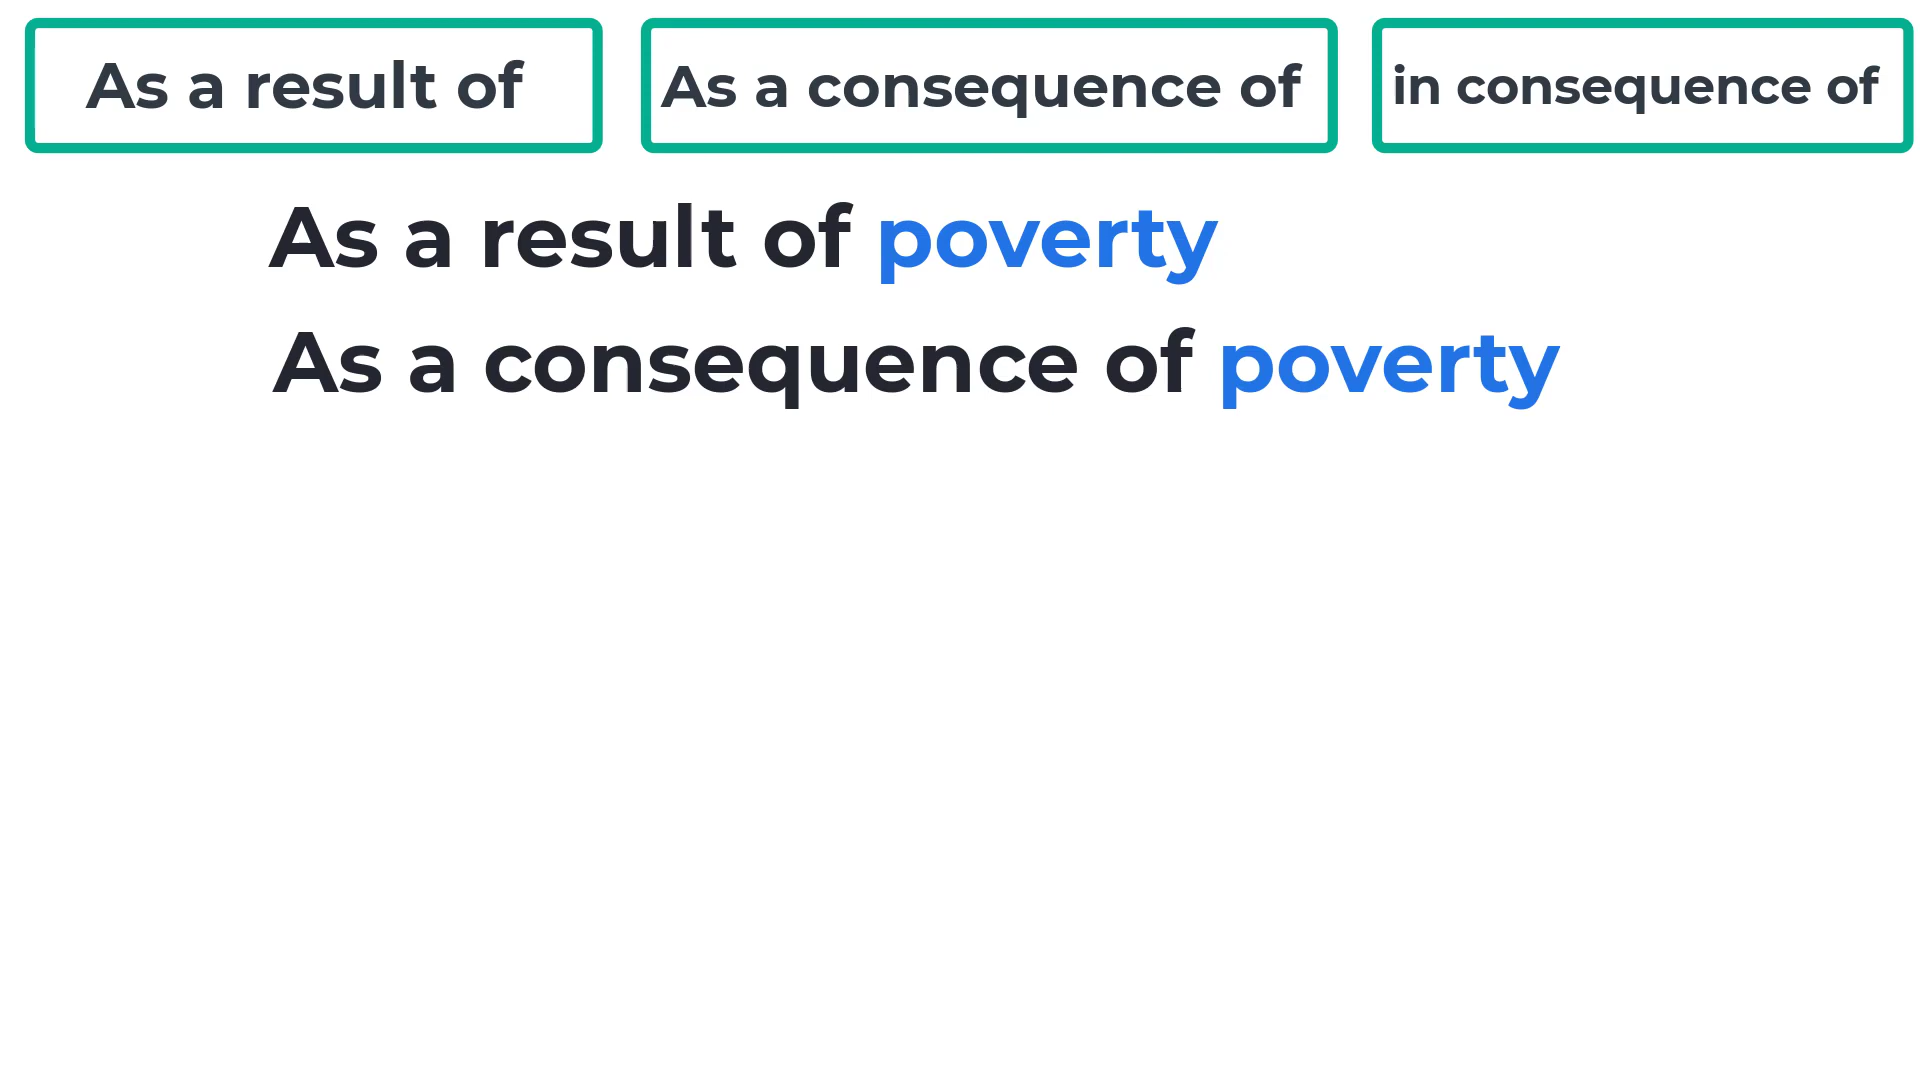 As a result of
As a consequence of
in consequence of
As a result of poverty
As a consequence of poverty